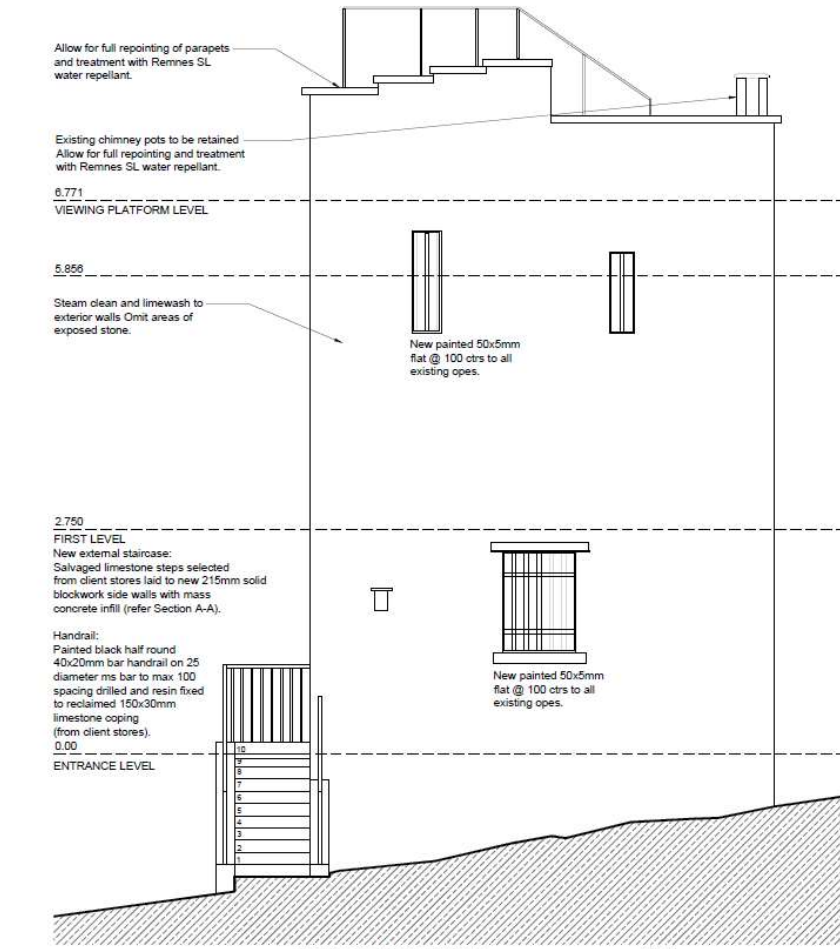 Allow for full repointing of parapets
and treatment with Remnes SL
water repellant.
Existing chimney pots to be retained
Allow for full repointing and treatment
with Remnes SL water repellant.
6.771
VIEWING PLATFORM LEVEL
5.856
Steam clean and limewash to
exterior walls Omit areas of
exposed stone.
New painted 50x5mm
flat @ 100 ctrs to all
existing opes.
2.750
FIRST LEVEL
New external staircase:
Salvaged limestone steps selected
from client stores laid to new 215mm solid
blockwork side walls with mass
concrete infill (refer Section A-A).
Handrail:
Painted black half round
40x20mm bar handrail on 25
diameter ms bar to max 100
spacing drilled and resin fixed
to reclaimed 150x30mm
limestone coping
(from client stores).
New painted 50x5mm
flat @ 100 ctrs to all
existing opes.
0.00
ENTRANCE LEVEL
10
9
8
7
6
5
4
3
2
1